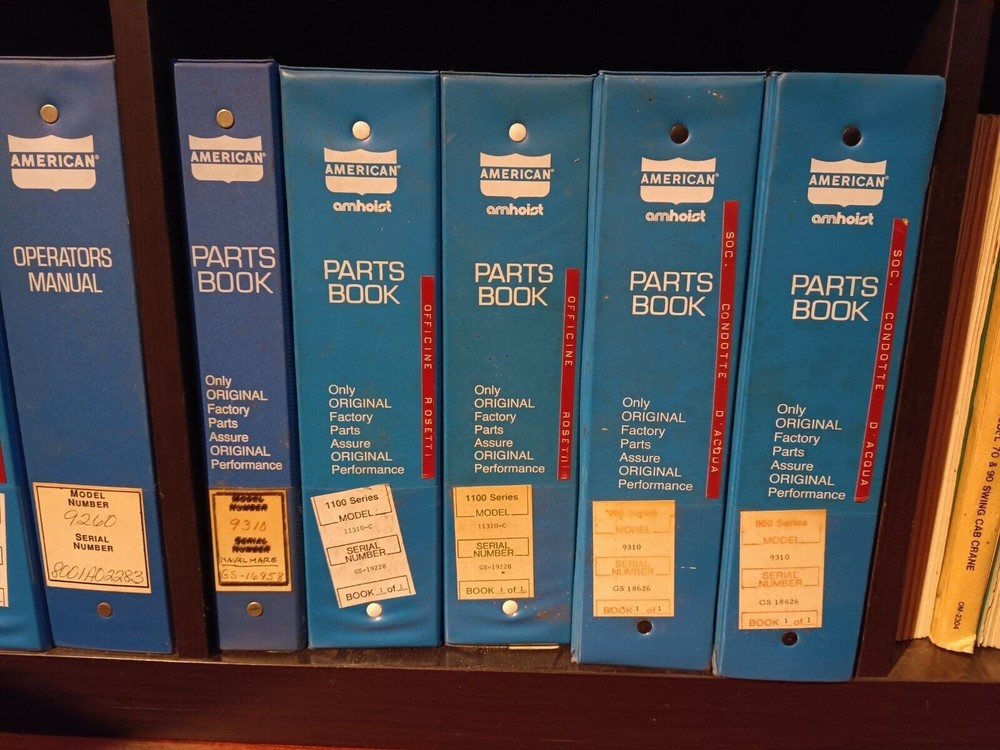 AMERICAN®
OPERATORS
MANUAL
MODEL
NUMBER
9260
SERIAL
NUMBER
8001A02283
AMERICAN®
PARTS
BOOK
Only
ORIGINAL
Factory
Parts
Assure
ORIGINAL
Performance
MODEL
NUMBER
9310
SERIAL
NUMBER
NAVALMARE
GS-16958
AMERICAN®
amhoist
PARTS
BOOK
OFFICINE ROSETTI
Only
ORIGINAL
Factory
Parts
Assure
ORIGINAL
Performance
1100 Series
MODEL
11310-C
SERIAL
NUMBER
GS-19228
BOOK 1 of 1
AMERICAN®
amhoist
PARTS
BOOK
OFFICINE ROSETTI
Only
ORIGINAL
Factory
Parts
Assure
ORIGINAL
Performance
1100 Series
MODEL
11310-C
SERIAL
NUMBER
GS-19228
BOOK 1 of 1
AMERICAN®
amhoist
PARTS
BOOK
SOC. CONDOTTE D'ACQUA
Only
ORIGINAL
Factory
Parts
Assure
ORIGINAL
Performance
900 Series
MODEL
9310
SERIAL
NUMBER
GS 18626
BOOK 1 of 1
AMERICAN®
amhoist
PARTS
BOOK
SOC. CONDOTTE D'ACQUA
Only
ORIGINAL
Factory
Parts
Assure
ORIGINAL
Performance
900 Series
MODEL
9310
SERIAL
NUMBER
GS 18626
BOOK 1 of 1
70 & 90 SWING CAB CRANE
OM-2304